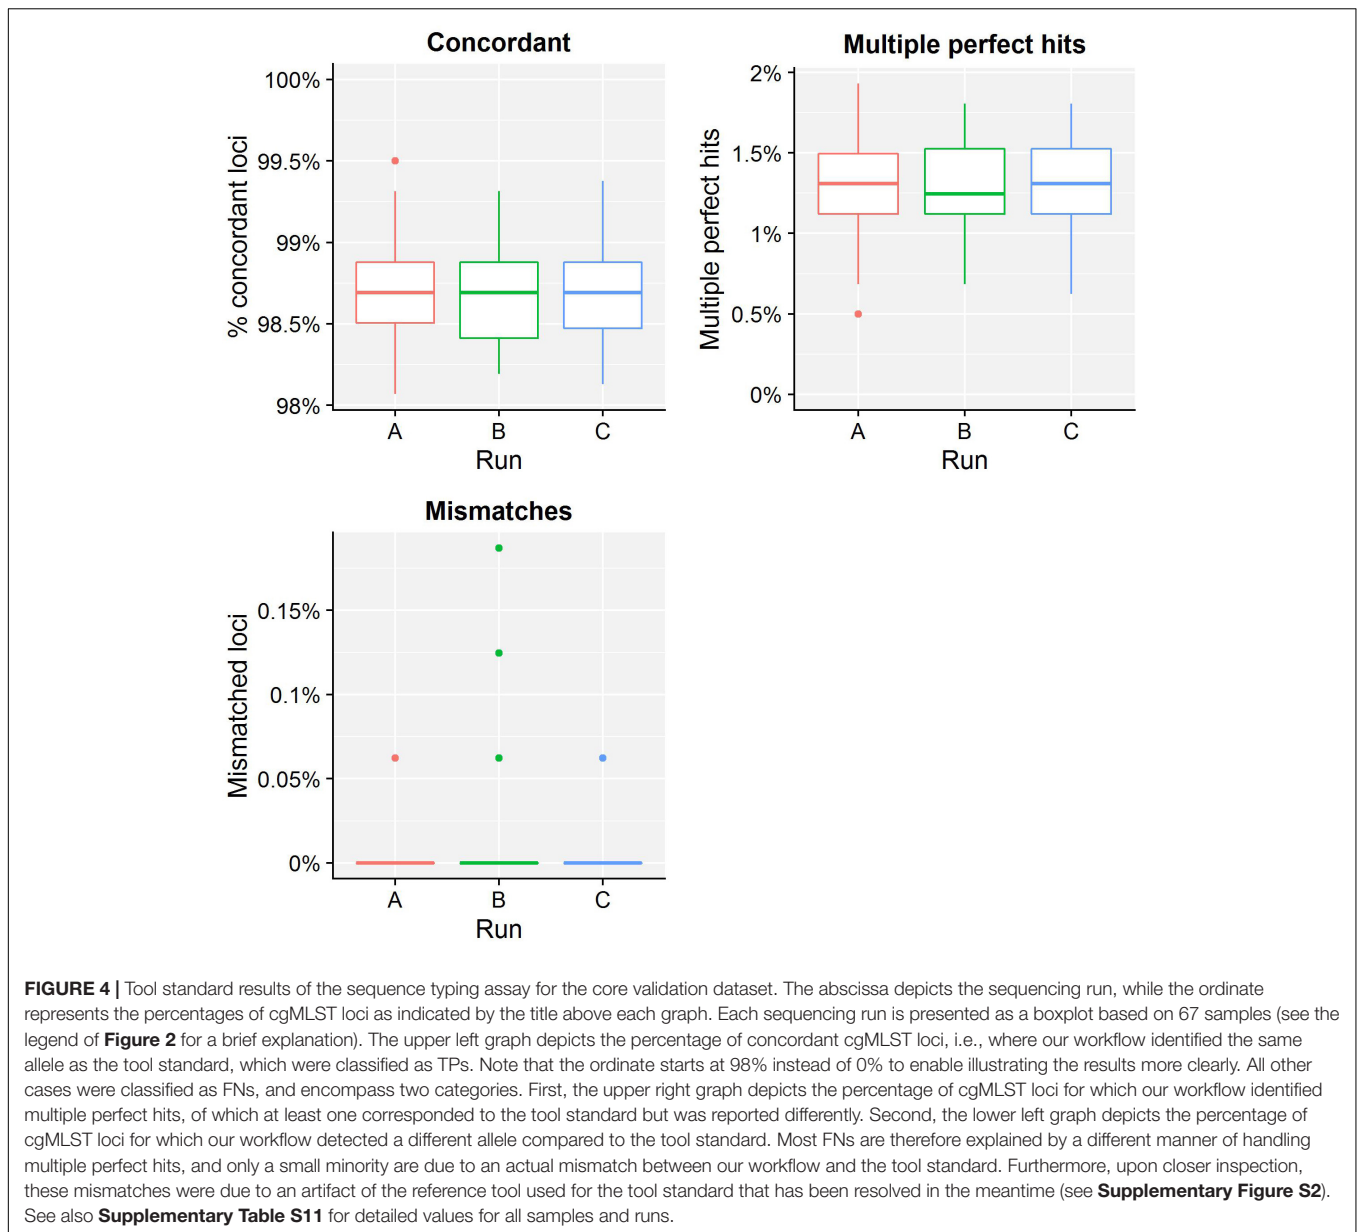 Concordant
100%
99.5%
99%
98.5%
98%
% concordant loci
A B C
Run
Multiple perfect hits
2%
1.5%
1%
0.5%
0%
Multiple perfect hits
A B C
Run
Mismatches
0.15%
0.1%
0.05%
0%
Mismatched loci
A B C
Run
FIGURE 4 | Tool standard results of the sequence typing assay for the core validation dataset. The abscissa depicts the sequencing run, while the ordinate
represents the percentages of cgMLST loci as indicated by the title above each graph. Each sequencing run is presented as a boxplot based on 67 samples (see the
legend of Figure 2 for a brief explanation). The upper left graph depicts the percentage of concordant cgMLST loci, i.e., where our workflow identified the same
allele as the tool standard, which were classified as TPs. Note that the ordinate starts at 98% instead of 0% to enable illustrating the results more clearly. All other
cases were classified as FNs, and encompass two categories. First, the upper right graph depicts the percentage of cgMLST loci for which our workflow identified
multiple perfect hits, of which at least one corresponded to the tool standard but was reported differently. Second, the lower left graph depicts the percentage of
cgMLST loci for which our workflow detected a different allele compared to the tool standard. Most FNs are therefore explained by a different manner of handling
multiple perfect hits, and only a small minority are due to an actual mismatch between our workflow and the tool standard. Furthermore, upon closer inspection,
these mismatches were due to an artifact of the reference tool used for the tool standard that has been resolved in the meantime (see Supplementary Figure S2).
See also Supplementary Table S11 for detailed values for all samples and runs.